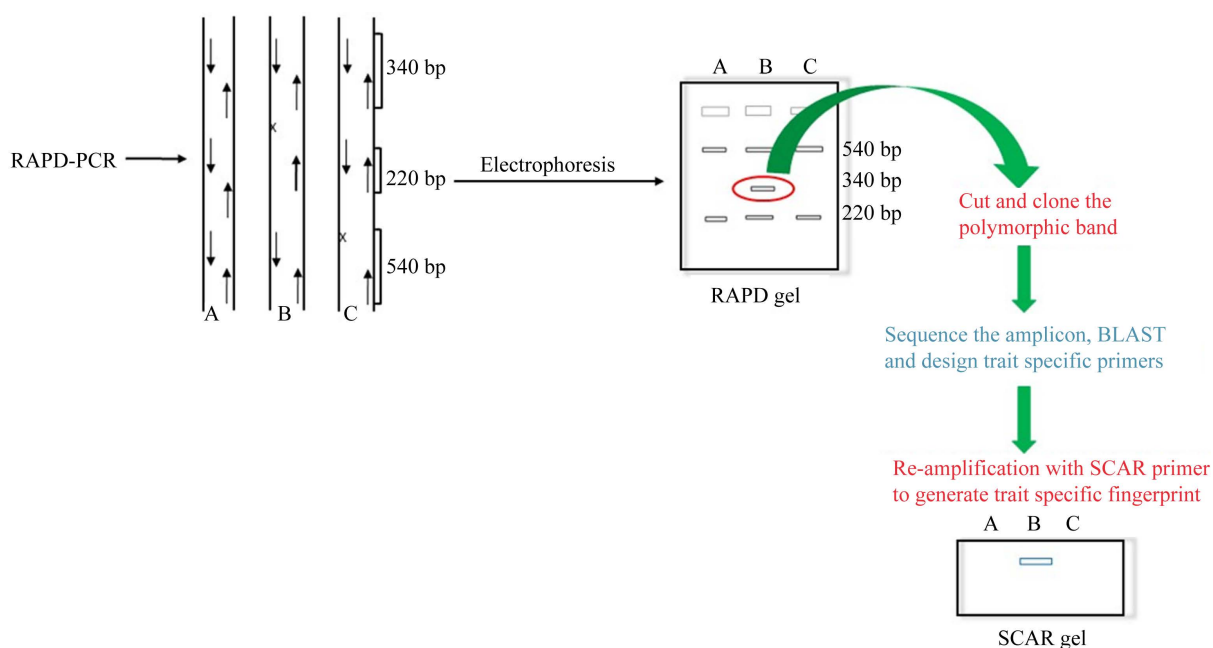 RAPD-PCR
x
x
A
B
C
340 bp
220 bp
540 bp
Electrophoresis
A B C
540 bp
340 bp
220 bp
RAPD gel
Cut and clone the
polymorphic band
Sequence the amplicon, BLAST
and design trait specific primers
Re-amplification with SCAR primer
to generate trait specific fingerprint
A B C
SCAR gel